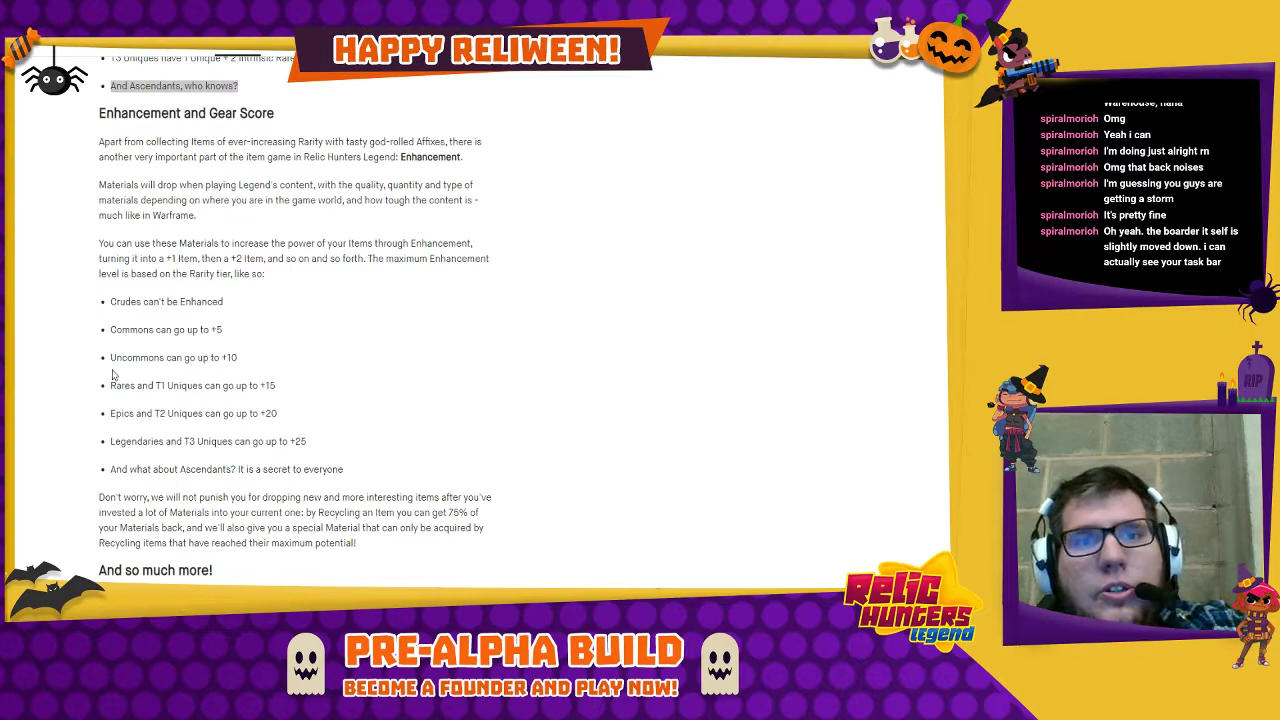 HAPPY RELIWEEN!
And Ascendants, who knows?
Enhancement and Gear Score
Apart from collecting Items of ever-increasing Rarity with tasty god-rolled Affixes, there is
another very important part of the item game in Relic Hunters Legend: Enhancement.
Materials will drop when playing Legend's content, with the quality, quantity and type of
materials depending on where you are in the game world, and how tough the content is -
much like in Warframe.
You can use these Materials to increase the power of your Items through Enhancement,
turning it into a +1 Item, then a +2 Item, and so on and so forth. The maximum Enhancement
level is based on the Rarity tier, like so:
• Crudes can't be Enhanced
• Commons can go up to +5
• Uncommons can go up to +10
• Rares and T1 Uniques can go up to +15
• Epics and T2 Uniques can go up to +20
• Legendaries and T3 Uniques can go up to +25
• And what about Ascendants? It is a secret to everyone
Don't worry, we will not punish you for dropping new and more interesting items after you've
invested a lot of Materials into your current one: by Recycling an Item you can get 75% of
your Materials back, and we'll also give you a special Material that can only be acquired by
Recycling items that have reached their maximum potential!
And so much more!
spiralmorioh Omg
spiralmorioh Yeah i can
spiralmorioh I'm doing just alright rn
spiralmorioh Omg that back noises
spiralmorioh I'm guessing you guys are
getting a storm
spiralmorioh It's pretty fine
spiralmorioh Oh yeah. the boarder it self is
slightly moved down. i can
actually see your task bar
RIP
RELIC
HUNTERS
LEGEND
PRE-ALPHA BUILD
BECOME A FOUNDER AND PLAY NOW!